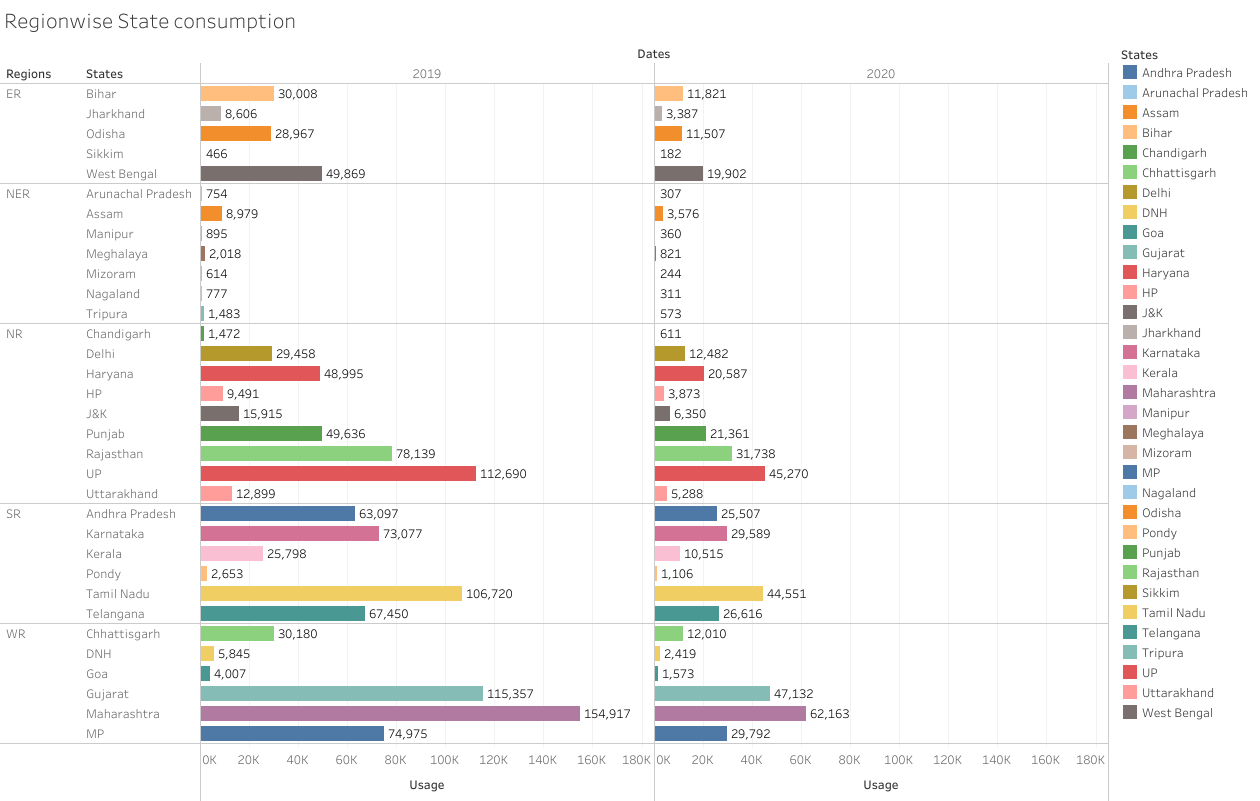 Regionwise State consumption
Dates
Regions States 2019 2020
ER Bihar 30,008 11,821
Jharkhand 8,606 3,387
Odisha 28,967 11,507
Sikkim 466 182
West Bengal 49,869 19,902
NER Arunachal Pradesh 754 307
Assam 8,979 3,576
Manipur 895 360
Meghalaya 2,018 821
Mizoram 614 244
Nagaland 777 311
Tripura 1,483 573
NR Chandigarh 1,472 611
Delhi 29,458 12,482
Haryana 48,995 20,587
HP 9,491 3,873
J&K 15,915 6,350
Punjab 49,636 21,361
Rajasthan 78,139 31,738
UP 112,690 45,270
Uttarakhand 12,899 5,288
SR Andhra Pradesh 63,097 25,507
Karnataka 73,077 29,589
Kerala 25,798 10,515
Pondy 2,653 1,106
Tamil Nadu 106,720 44,551
Telangana 67,450 26,616
WR Chhattisgarh 30,180 12,010
DNH 5,845 2,419
Goa 4,007 1,573
Gujarat 115,357 47,132
Maharashtra 154,917 62,163
MP 74,975 29,792
0K 20K 40K 60K 80K 100K 120K 140K 160K 180K 0K 20K 40K 60K 80K 100K 120K 140K 160K 180K
Usage Usage
States
Andhra Pradesh
Arunachal Pradesh
Assam
Bihar
Chandigarh
Chhattisgarh
Delhi
DNH
Goa
Gujarat
Haryana
HP
J&K
Jharkhand
Karnataka
Kerala
Maharashtra
Manipur
Meghalaya
Mizoram
MP
Nagaland
Odisha
Pondy
Punjab
Rajasthan
Sikkim
Tamil Nadu
Telangana
Tripura
UP
Uttarakhand
West Bengal